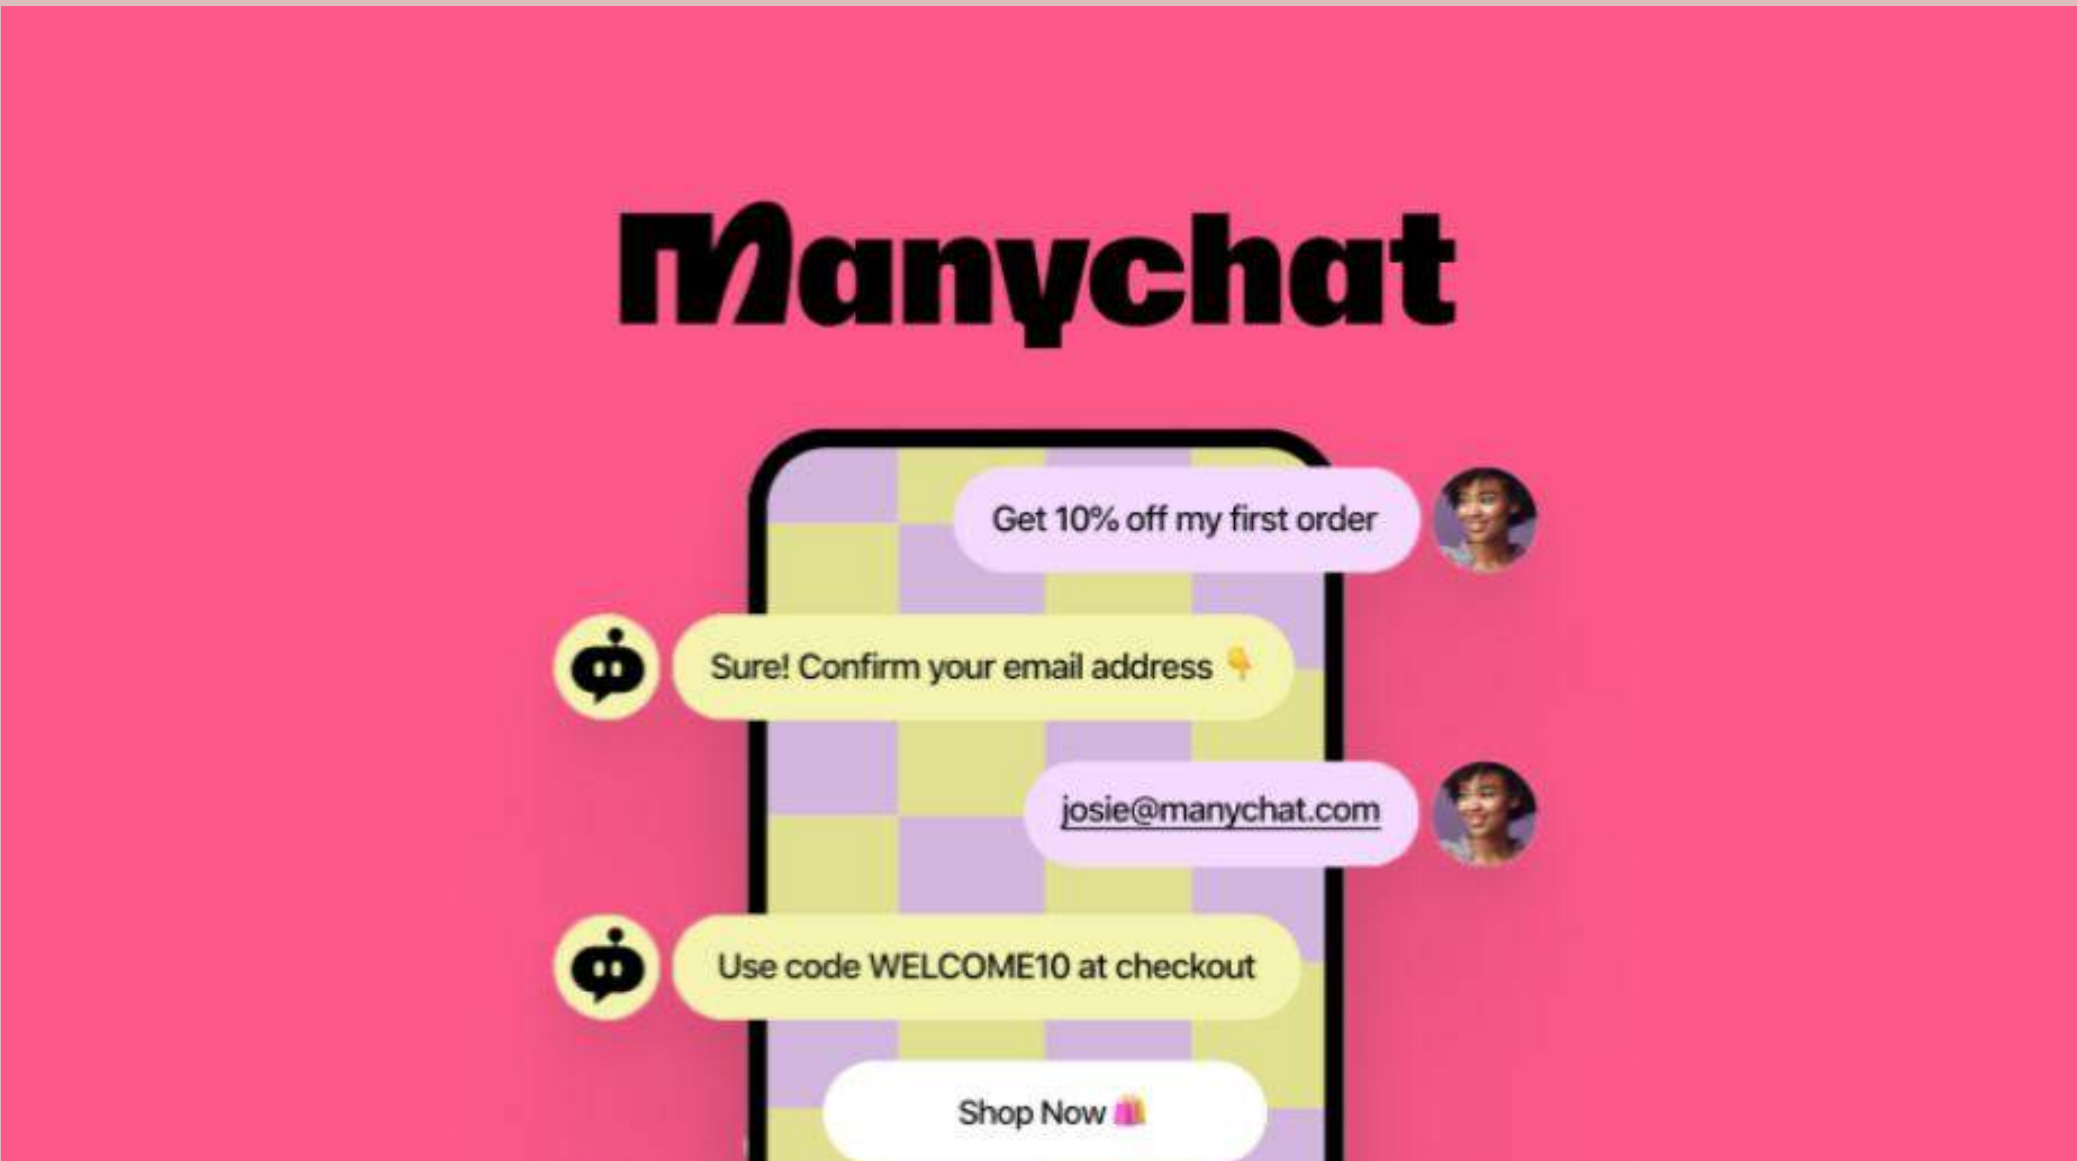 Manychat
Get 10% off my first order
Sure! Confirm your email address 👇
josie@manychat.com
Use code WELCOME10 at checkout
Shop Now 🛍️